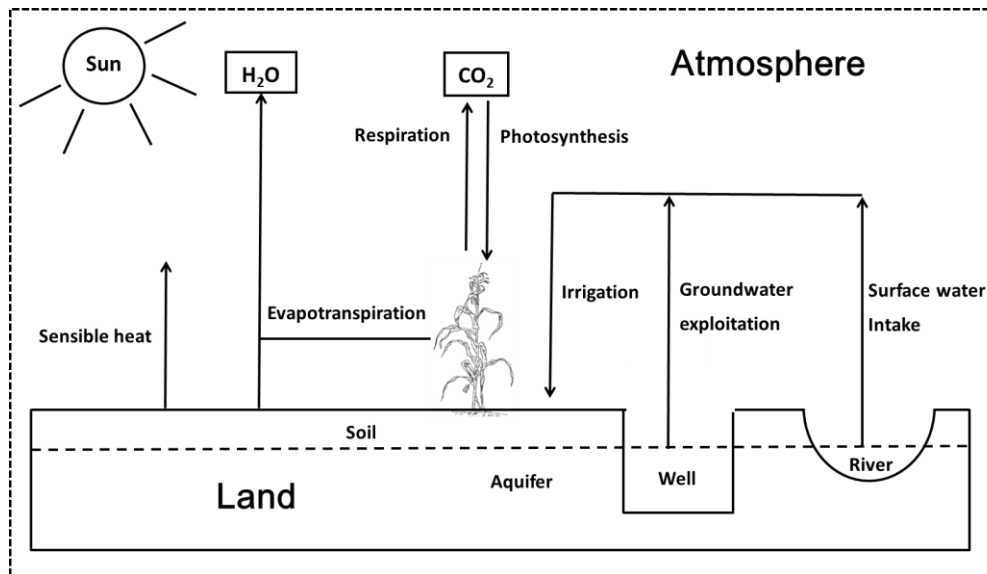 Sun
H₂O
CO₂
Atmosphere
Respiration
Photosynthesis
Sensible heat
Evapotranspiration
Irrigation
Groundwater
exploitation
Surface water
Intake
Soil
Land
Aquifer
Well
River